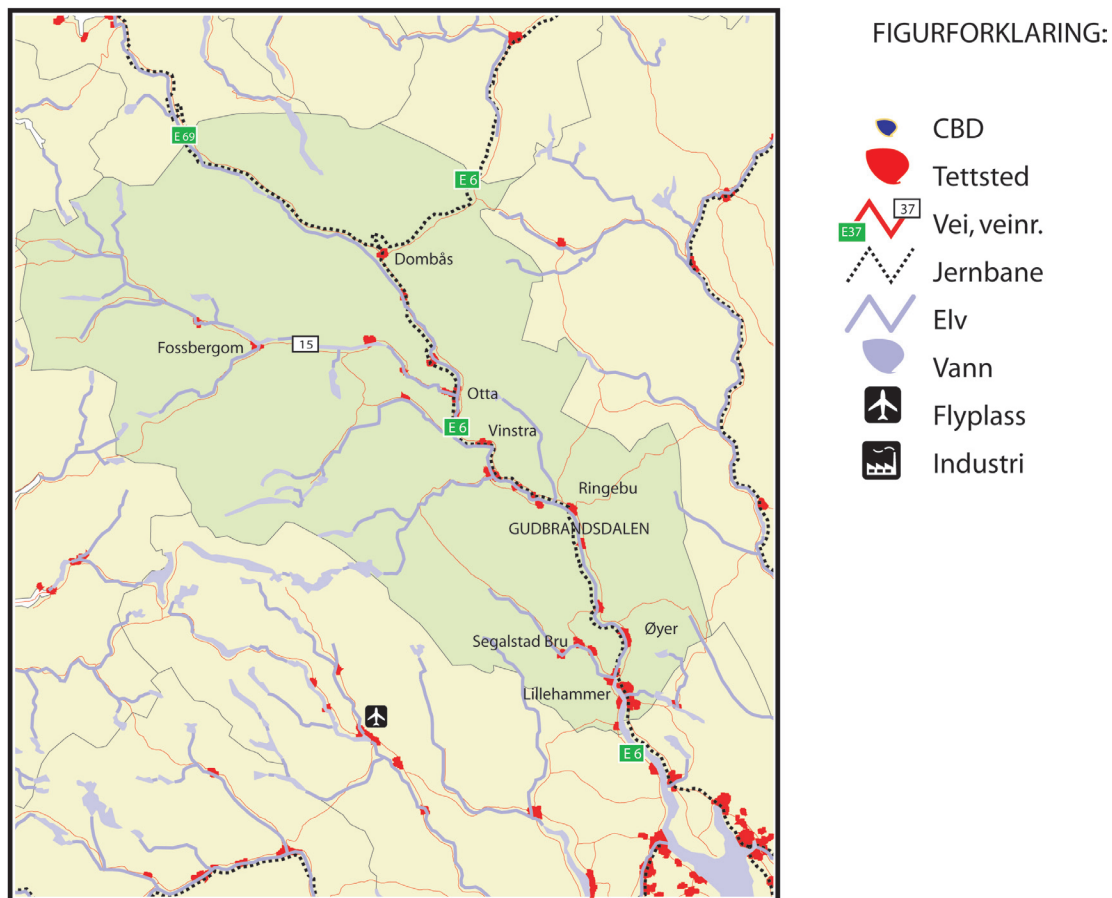 E 69
E 6
Dombås
Fossbergom
15
Otta
E 6
Vinstra
Ringebu
GUDBRANDSDALEN
Øyer
Segalstad Bru
Lillehammer
E 6
FIGURFORKLARING:
CBD
Tettsted
37
E37
Vei, veinr.
Jernbane
Elv
Vann
Flyplass
Industri